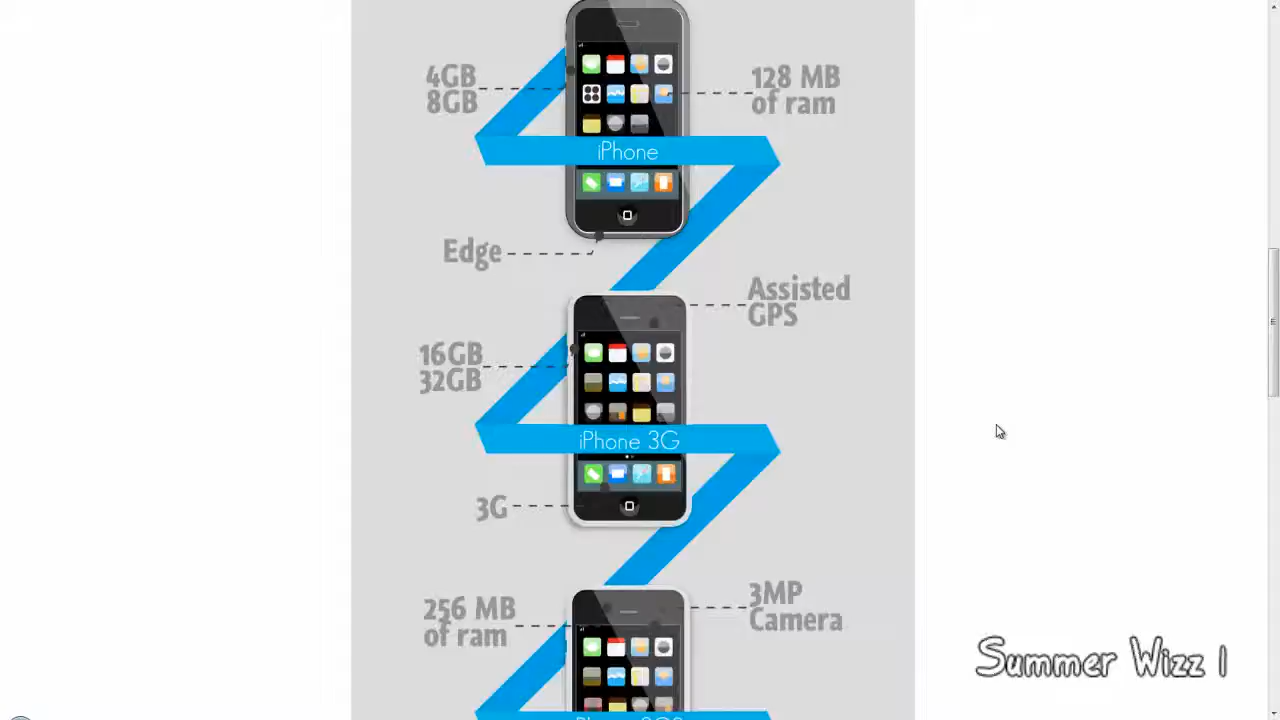 4GB
8GB
128 MB
of ram
iPhone
Edge
Assisted
GPS
16GB
32GB
iPhone 3G
3G
256 MB
of ram
3MP
Camera
Summer Wizz 1